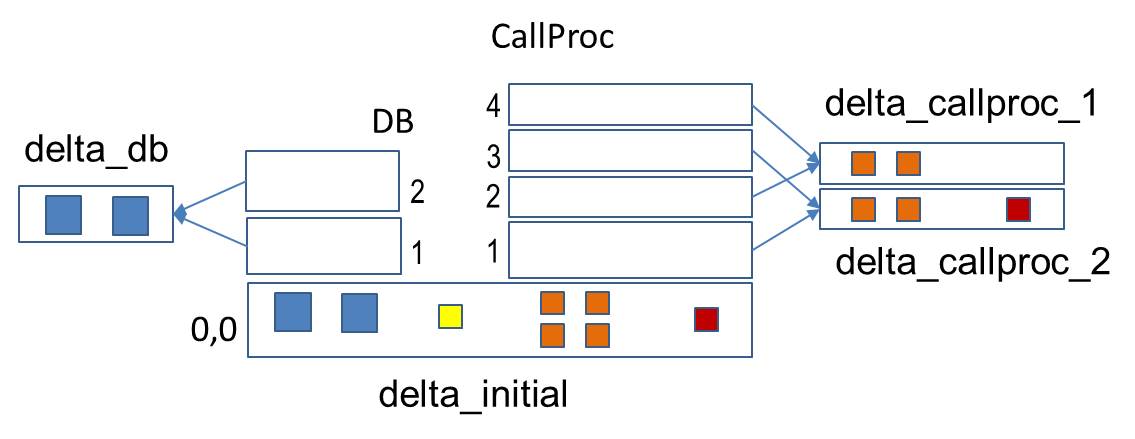 CallProc
4
delta_callproc_1
DB
delta_db
3
2
2
1
1
delta_callproc_2
0,0
delta_initial